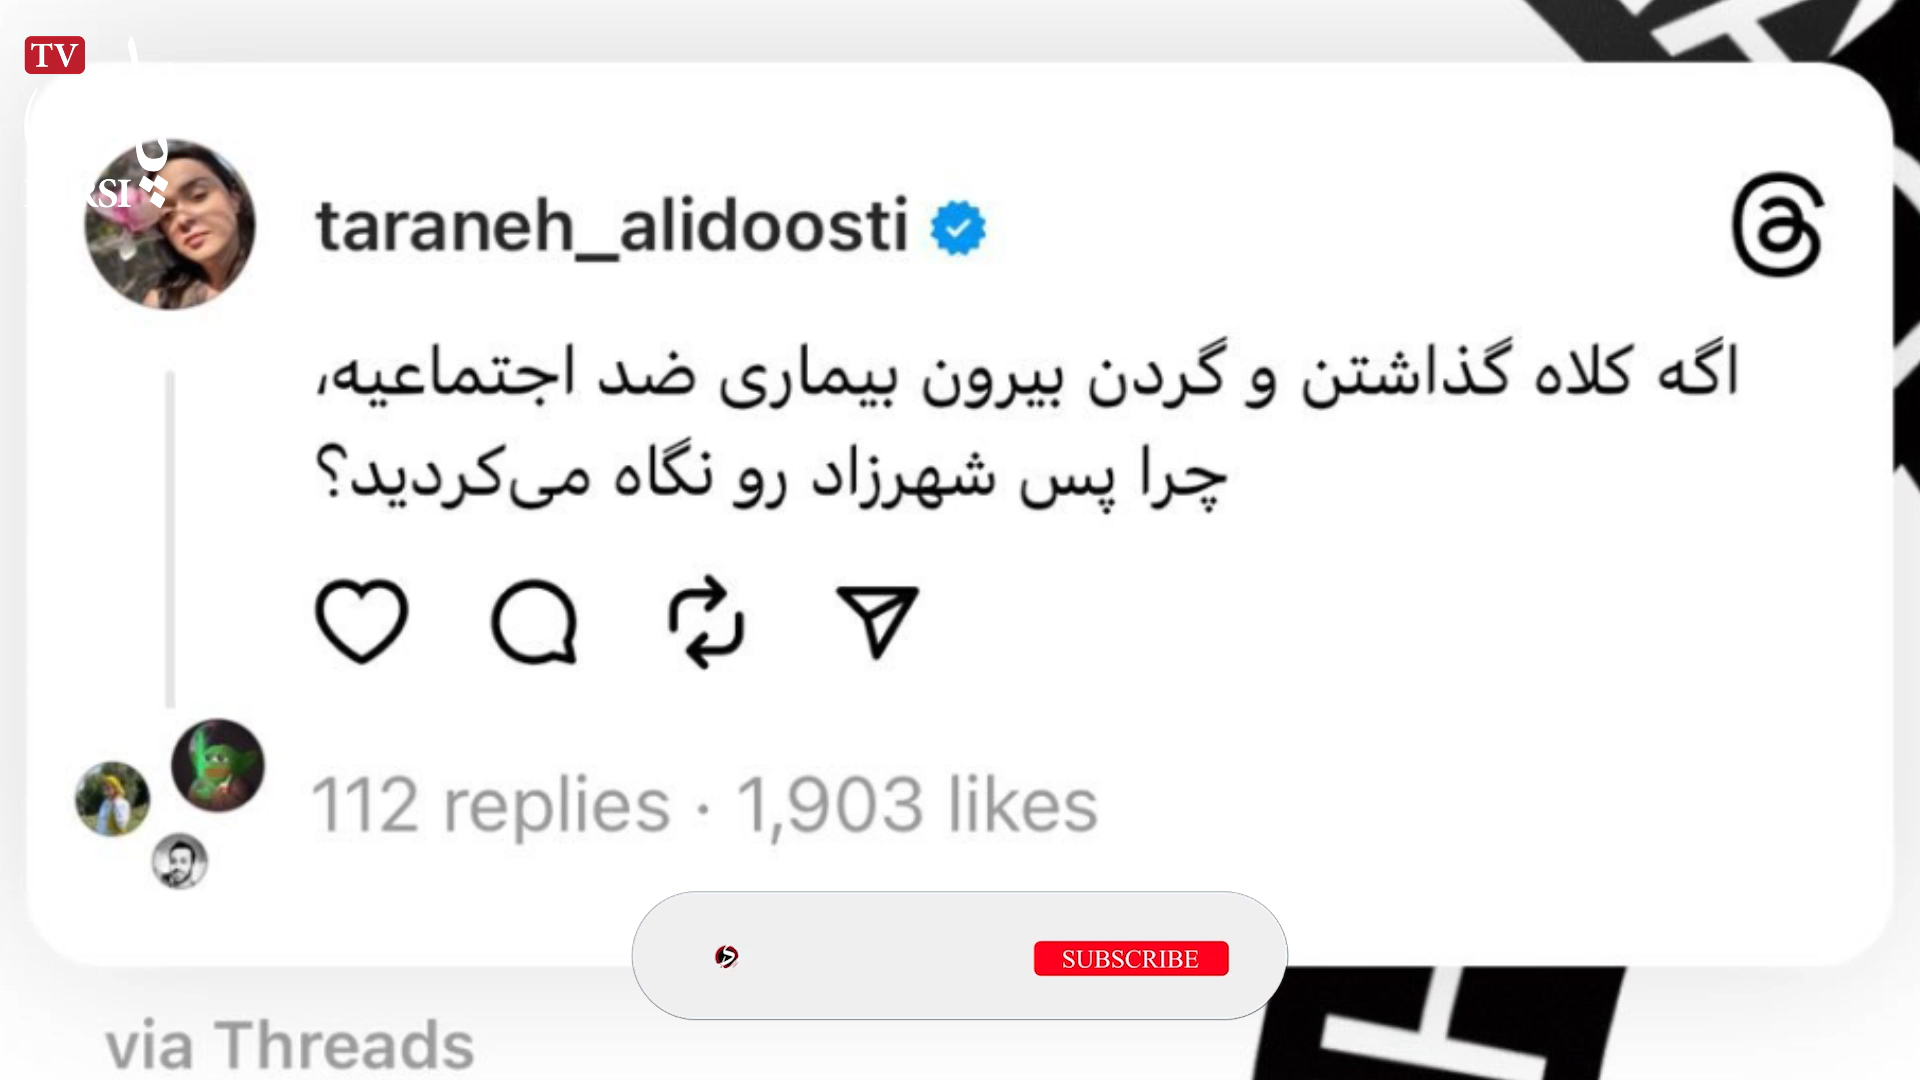 TV
taraneh_alidoosti
اگه کلاه گذاشتن و گردن بیرون بیماری ضد اجتماعیه،
چرا پس شهرزاد رو نگاه می‌کردید؟
112 replies · 1,903 likes
SUBSCRIBE
via Threads